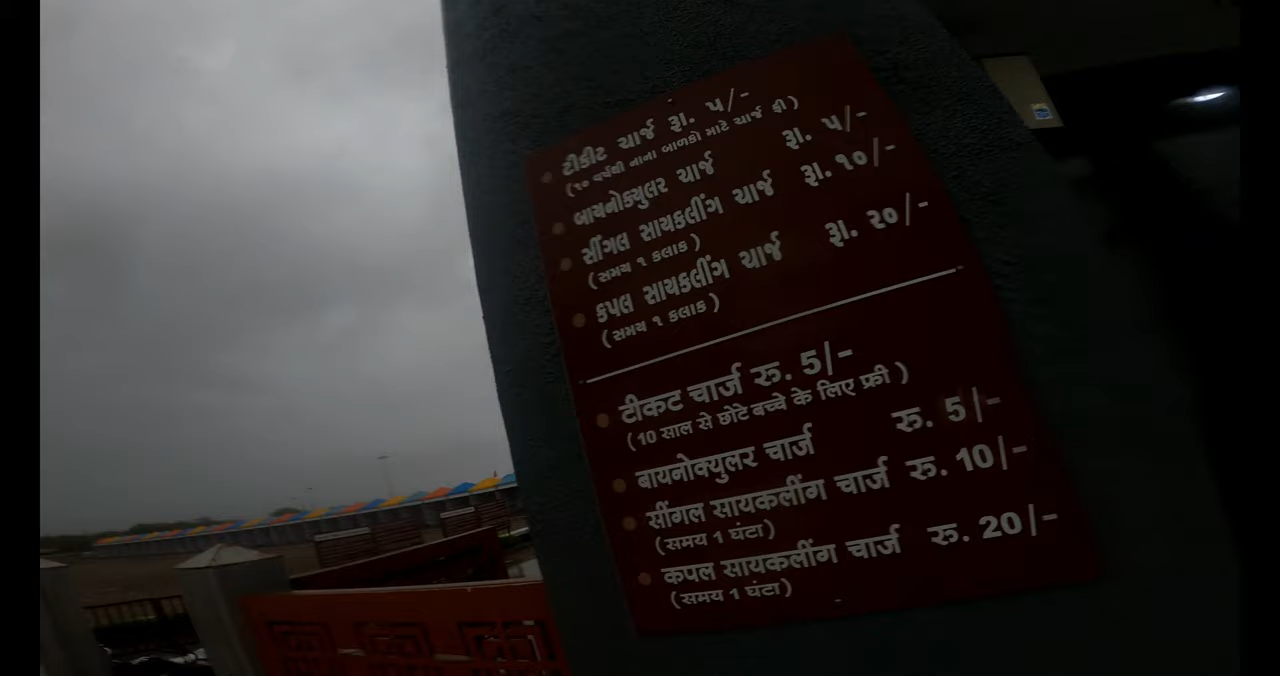 ટીકીટ ચાર્જ રૂા. ૫/-
(૧૦ વર્ષથી નાના બાળકો માટે ચાર્જ ફ્રી)
બાયનોક્યુલર ચાર્જ રૂા. ૫/-
સીંગલ સાયકલીંગ ચાર્જ રૂા. ૧૦/-
(સમય ૧ કલાક)
કપલ સાયકલીંગ ચાર્જ રૂા. ૨૦/-
(સમય ૧ કલાક)
टीकट चार्ज रु. 5/-
(10 साल से छोटे बच्चे के लिए फ्री)
बायनोक्युलर चार्ज रु. 5/-
सींगल सायकलींग चार्ज रु. 10/-
(समय 1 घंटा)
कपल सायकलींग चार्ज रु. 20/-
(समय 1 घंटा)